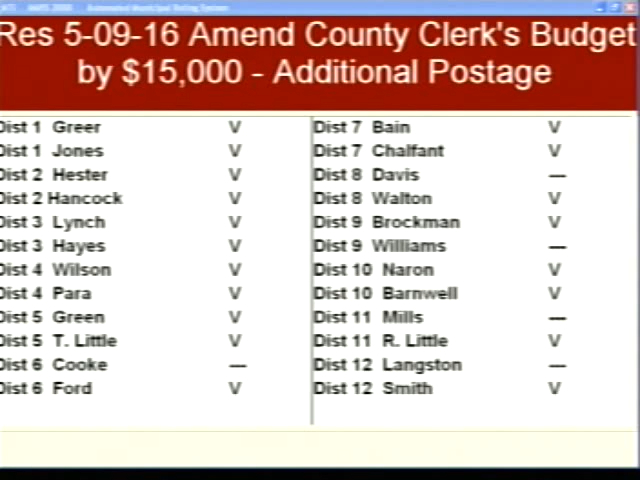 Automated Municipal Voting System
Res 5-09-16 Amend County Clerk's Budget
by $15,000 - Additional Postage
Dist 1 Greer V
Dist 1 Jones V
Dist 2 Hester V
Dist 2 Hancock V
Dist 3 Lynch V
Dist 3 Hayes V
Dist 4 Wilson V
Dist 4 Para V
Dist 5 Green V
Dist 5 T. Little V
Dist 6 Cooke —
Dist 6 Ford V
Dist 7 Bain V
Dist 7 Chalfant V
Dist 8 Davis —
Dist 8 Walton V
Dist 9 Brockman V
Dist 9 Williams —
Dist 10 Naron V
Dist 10 Barnwell V
Dist 11 Mills —
Dist 11 R. Little V
Dist 12 Langston —
Dist 12 Smith V